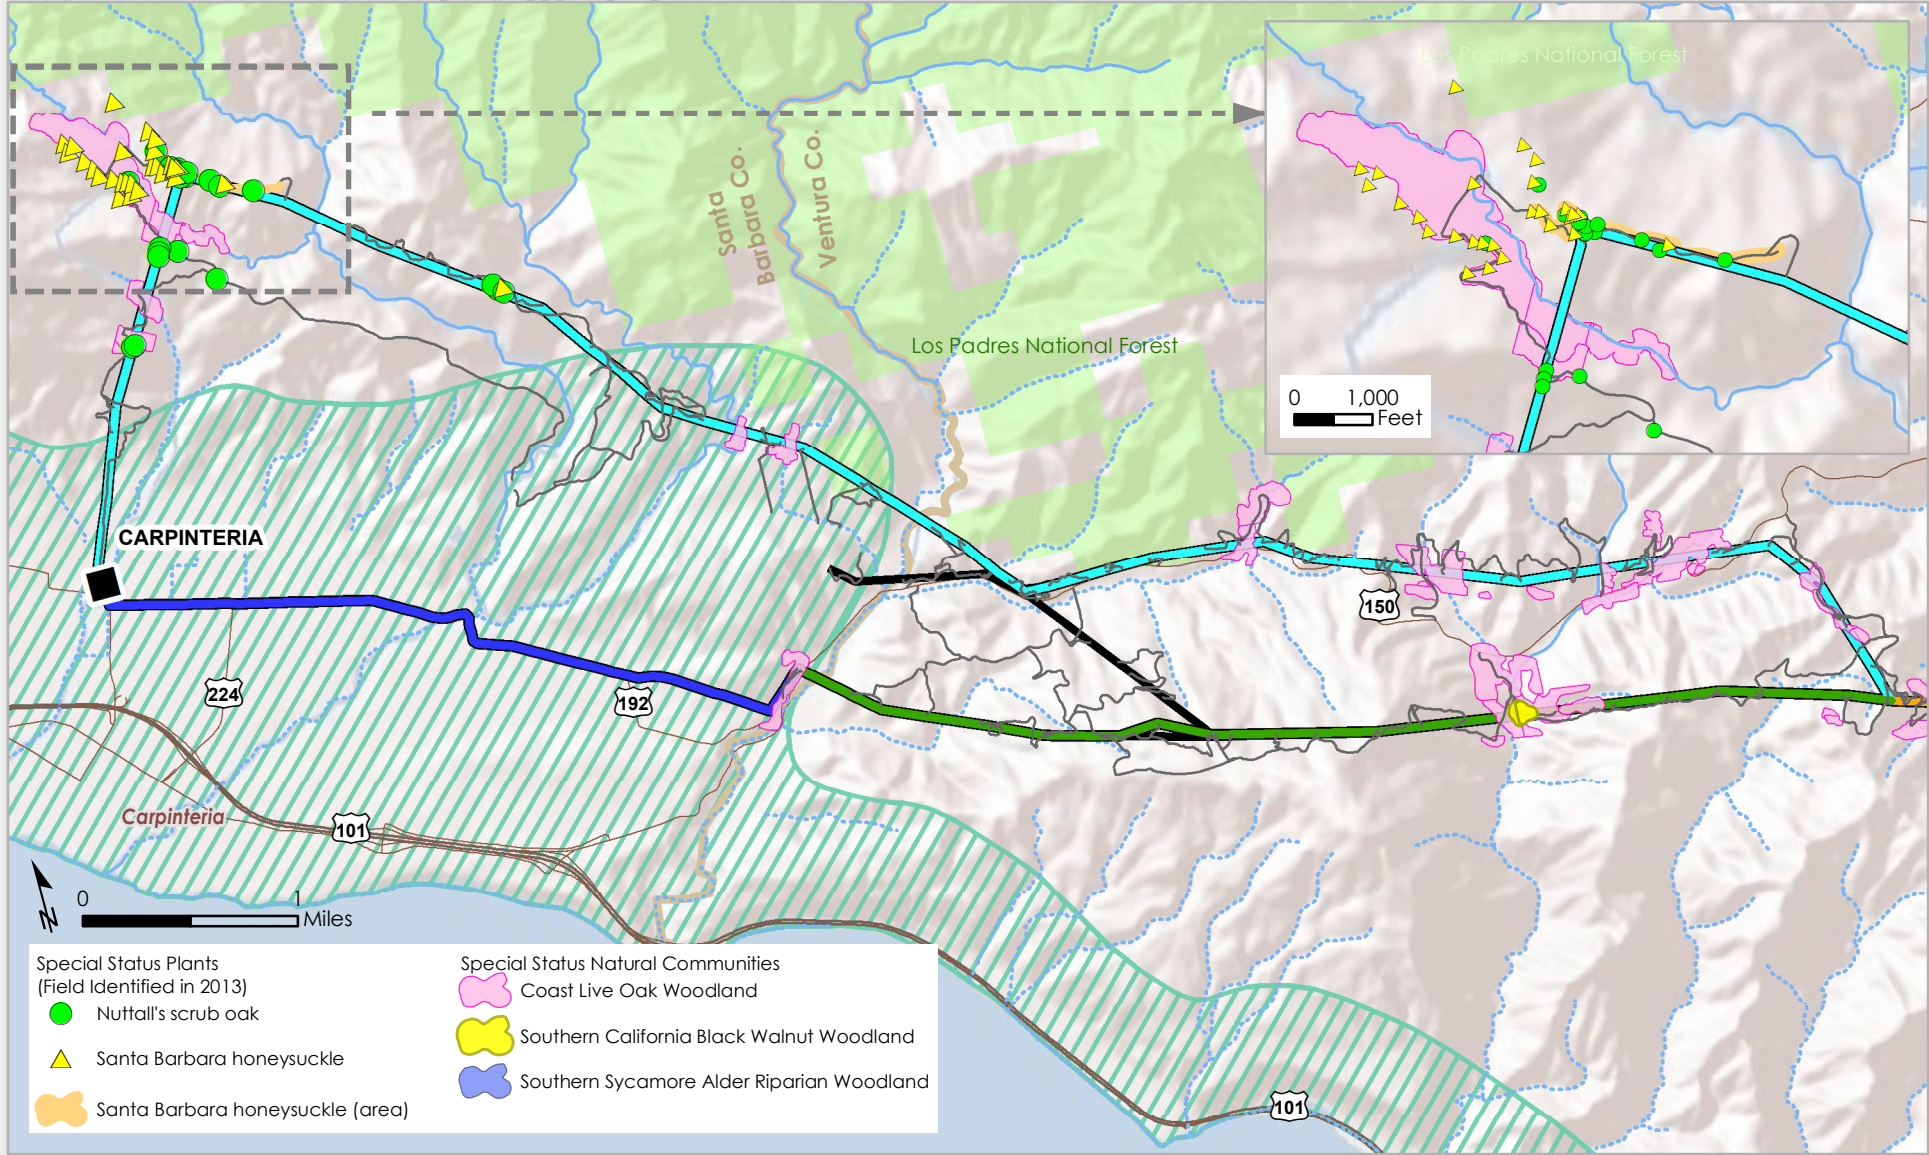 Los Padres National Forest
Santa
Barbara Co.
Ventura Co.
Los Padres National Forest
0 1,000
Feet
CARPINTERIA
150
224
192
Carpinteria
101
N
0 1
Miles
101
Special Status Plants
(Field Identified in 2013)
Nuttall's scrub oak
Santa Barbara honeysuckle
Santa Barbara honeysuckle (area)
Special Status Natural Communities
Coast Live Oak Woodland
Southern California Black Walnut Woodland
Southern Sycamore Alder Riparian Woodland